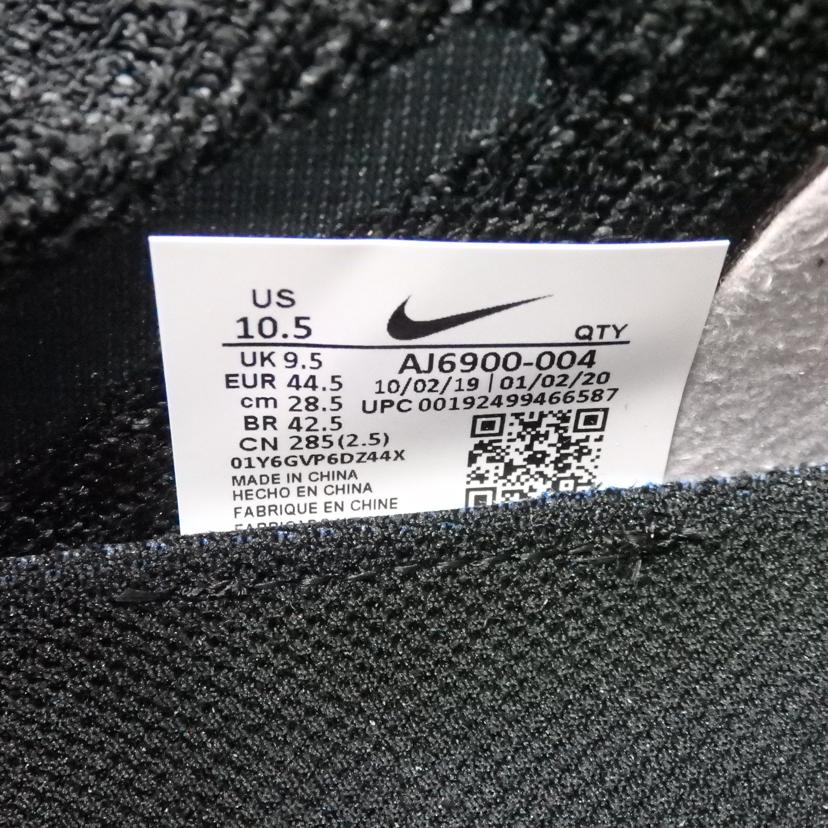 US
10.5
QTY
UK 9.5
AJ6900-004
EUR 44.5
10/02/19 | 01/02/20
cm 28.5
UPC 00192499466587
BR 42.5
CN 285(2.5)
01Y6GVP6DZ44X
MADE IN CHINA
HECHO EN CHINA
FABRIQUE EN CHINE